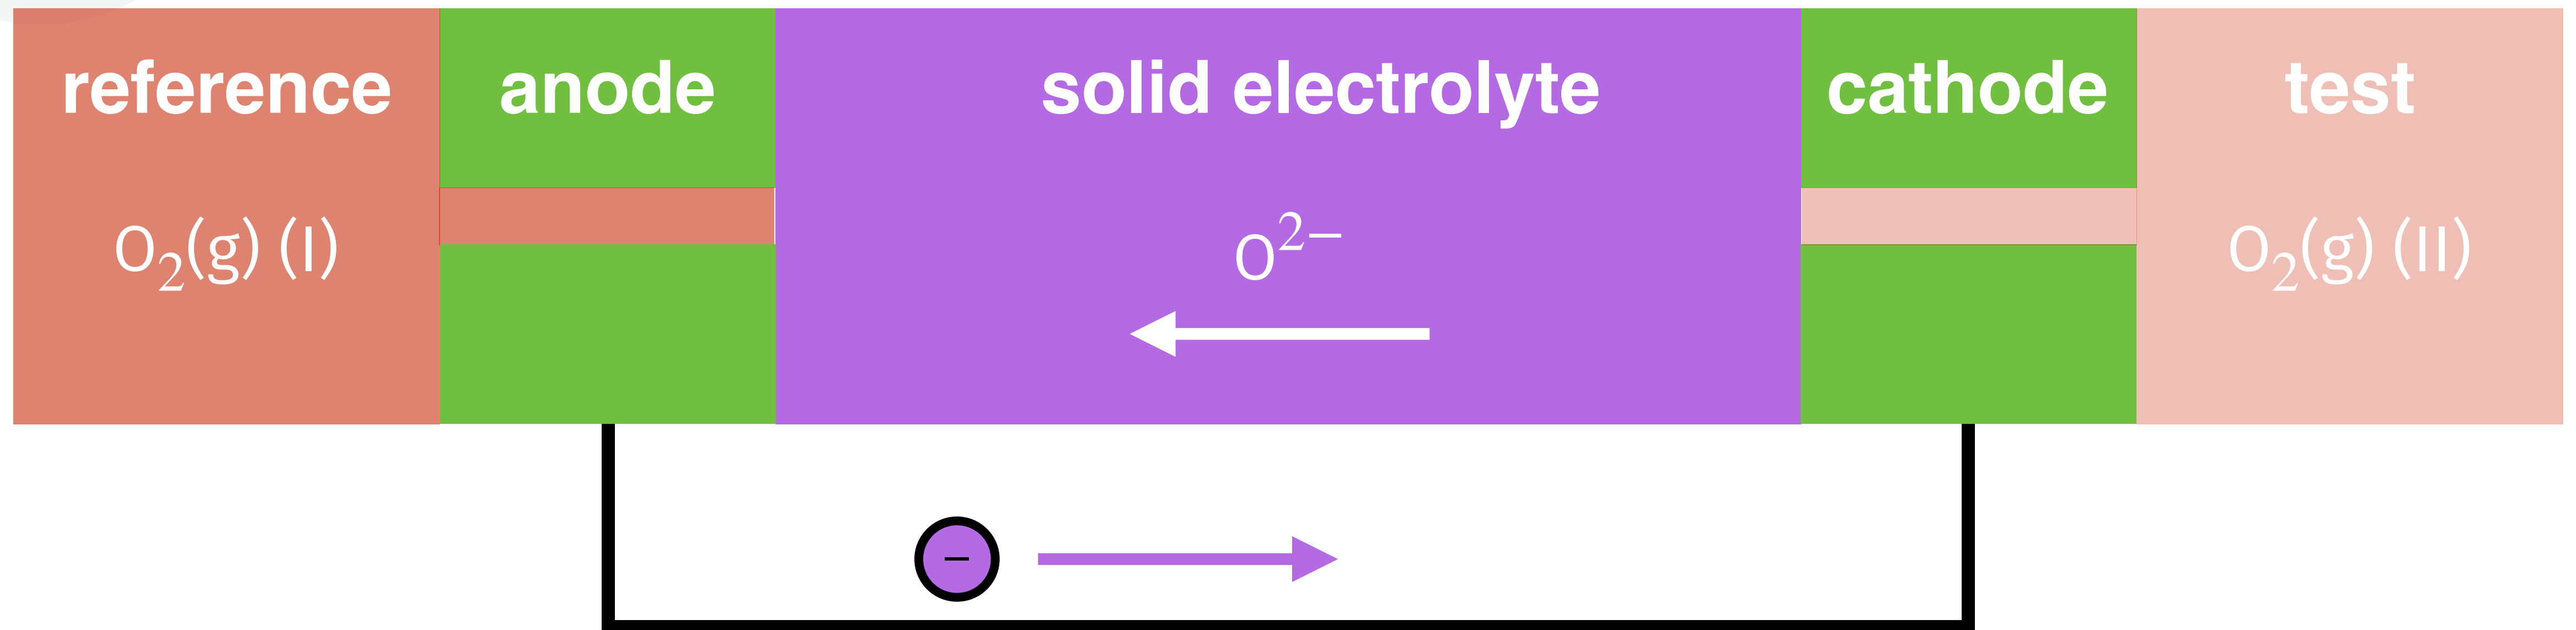 reference anode solid electrolyte cathode test
O₂(g) (I) O²⁻ O₂(g) (II)
−